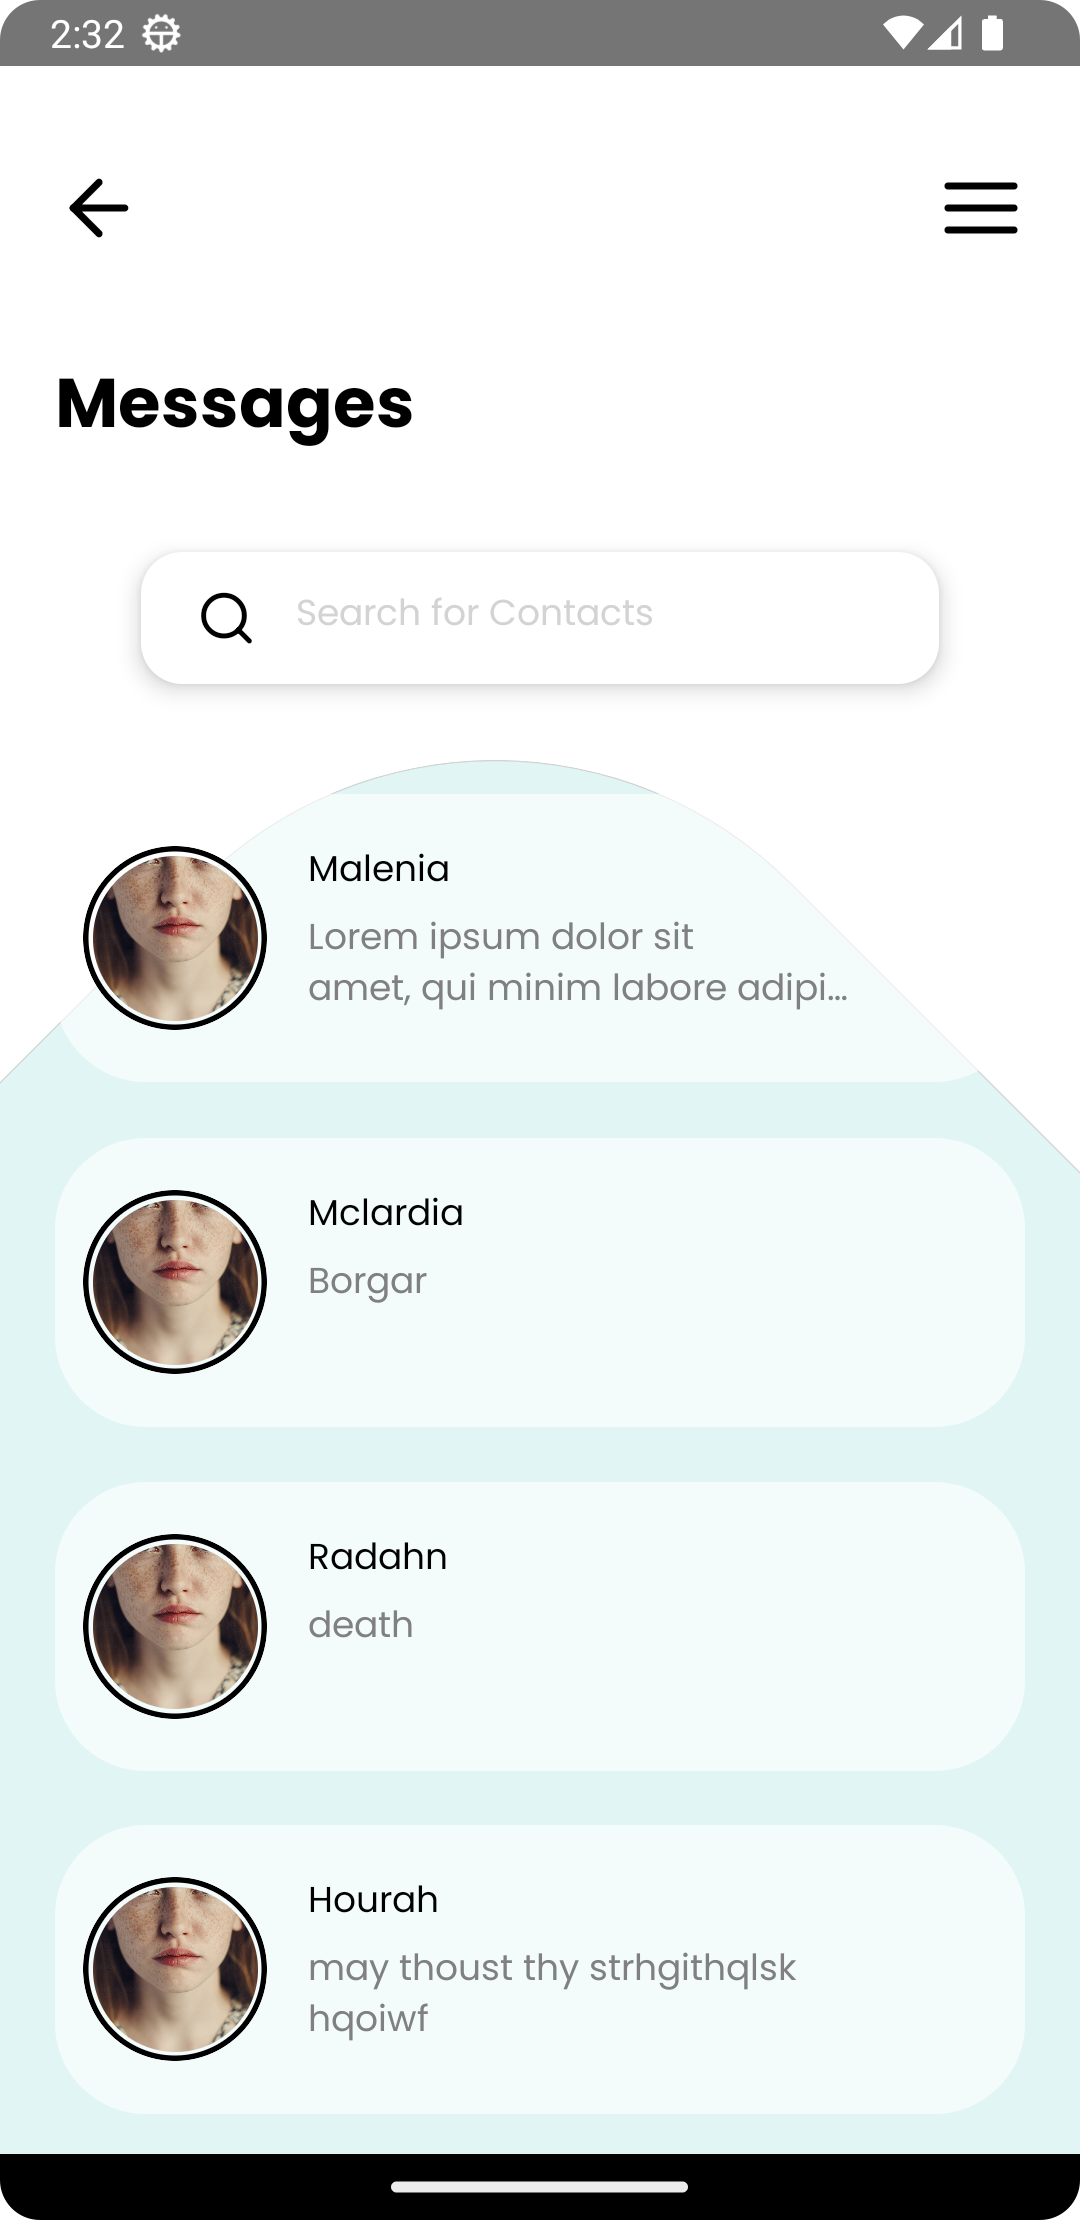 2:32
Messages
Search for Contacts
Malenia
Lorem ipsum dolor sit
amet, qui minim labore adipi...
Mclardia
Borgar
Radahn
death
Hourah
may thoust thy strhgithqlsk
hqoiwf